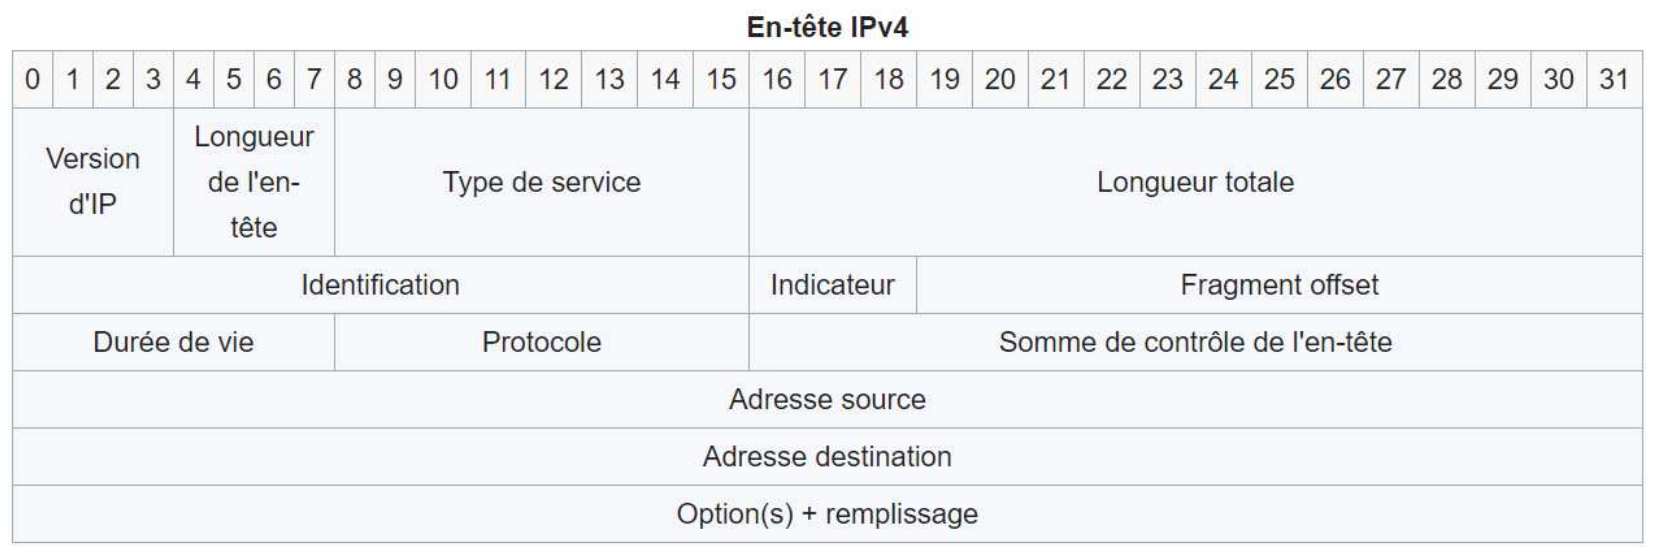 En-tête IPv4
0 1 2 3 4 5 6 7 8 9 10 11 12 13 14 15 16 17 18 19 20 21 22 23 24 25 26 27 28 29 30 31
Version
d'IP
Longueur
de l'en-
tête
Type de service
Longueur totale
Identification
Indicateur
Fragment offset
Durée de vie
Protocole
Somme de contrôle de l'en-tête
Adresse source
Adresse destination
Option(s) + remplissage